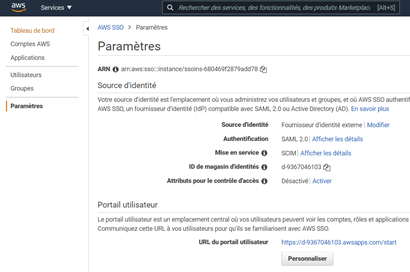 aws Services Rechercher des services, des fonctionnalités, des produits Marketplac [Alt+S]
Tableau de bord
Comptes AWS
Applications
Utilisateurs
Groupes
Paramètres
AWS SSO > Paramètres
Paramètres
ARN arn:aws:sso:::instance/ssoins-680469f2879add78
Source d'identité
Votre source d'identité est l'emplacement où vous administrez vos utilisateurs et groupes, et où AWS SSO authentif
AWS SSO, un fournisseur d'identité (IdP) compatible avec SAML 2.0 ou Active Directory (AD). En savoir plus
Source d'identité Fournisseur d'identité externe | Modifier
Authentification SAML 2.0 | Afficher les détails
Mise en service SCIM | Afficher les détails
ID de magasin d'identités d-9367046103
Attributs pour le contrôle d'accès Désactivé | Activer
Portail utilisateur
Le portail utilisateur est un emplacement central où vos utilisateurs peuvent voir les comptes, rôles et applications
Communiquez cette URL à vos utilisateurs pour qu'ils se familiarisent avec AWS SSO.
URL du portail utilisateur https://d-9367046103.awsapps.com/start
Personnaliser